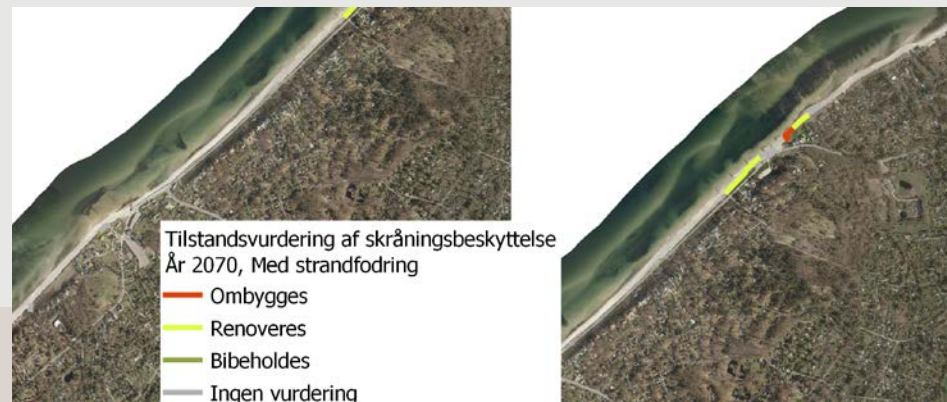 Tilstandsvurdering af skråningsbeskyttelse
År 2070, Med strandfodring
Ombygges
Renoveres
Bibeholdes
Ingen vurdering